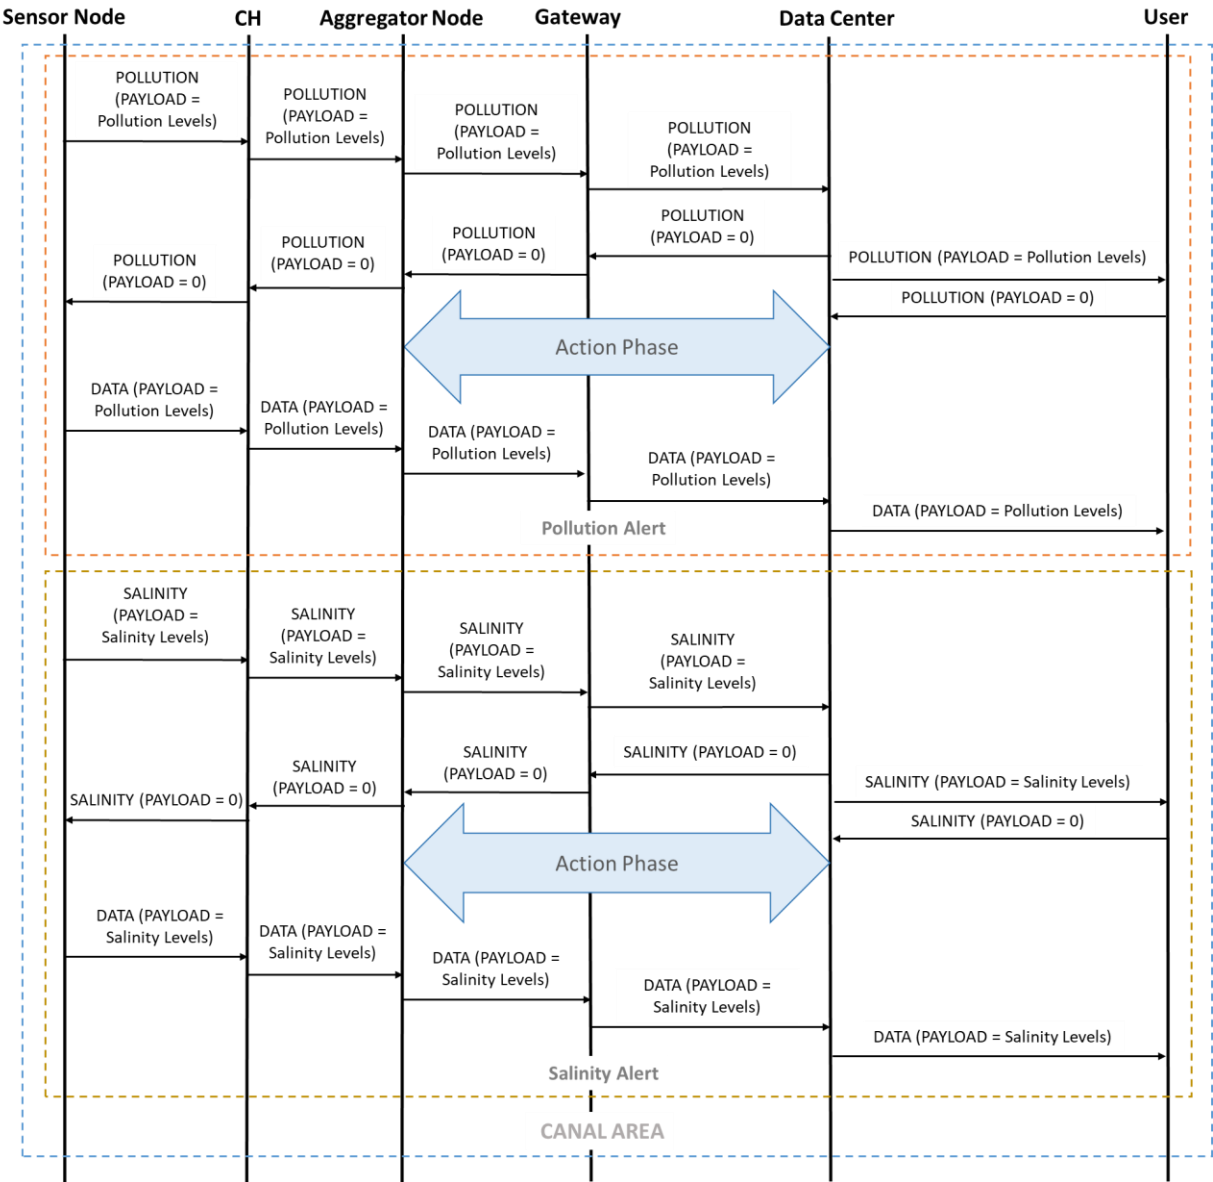 Sensor Node
CH
Aggregator Node
Gateway
Data Center
User
POLLUTION
(PAYLOAD =
Pollution Levels)
POLLUTION
(PAYLOAD =
Pollution Levels)
POLLUTION
(PAYLOAD =
Pollution Levels)
POLLUTION
(PAYLOAD =
Pollution Levels)
POLLUTION
(PAYLOAD = 0)
POLLUTION
(PAYLOAD = 0)
POLLUTION
(PAYLOAD = 0)
POLLUTION
(PAYLOAD = 0)
POLLUTION (PAYLOAD = Pollution Levels)
POLLUTION (PAYLOAD = 0)
Action Phase
DATA (PAYLOAD =
Pollution Levels)
DATA (PAYLOAD =
Pollution Levels)
DATA (PAYLOAD =
Pollution Levels)
DATA (PAYLOAD =
Pollution Levels)
DATA (PAYLOAD = Pollution Levels)
Pollution Alert
SALINITY
(PAYLOAD =
Salinity Levels)
SALINITY
(PAYLOAD =
Salinity Levels)
SALINITY
(PAYLOAD =
Salinity Levels)
SALINITY
(PAYLOAD =
Salinity Levels)
SALINITY (PAYLOAD = 0)
SALINITY
(PAYLOAD = 0)
SALINITY
(PAYLOAD = 0)
SALINITY (PAYLOAD = 0)
SALINITY (PAYLOAD = Salinity Levels)
SALINITY (PAYLOAD = 0)
Action Phase
DATA (PAYLOAD =
Salinity Levels)
DATA (PAYLOAD =
Salinity Levels)
DATA (PAYLOAD =
Salinity Levels)
DATA (PAYLOAD =
Salinity Levels)
DATA (PAYLOAD = Salinity Levels)
Salinity Alert
CANAL AREA